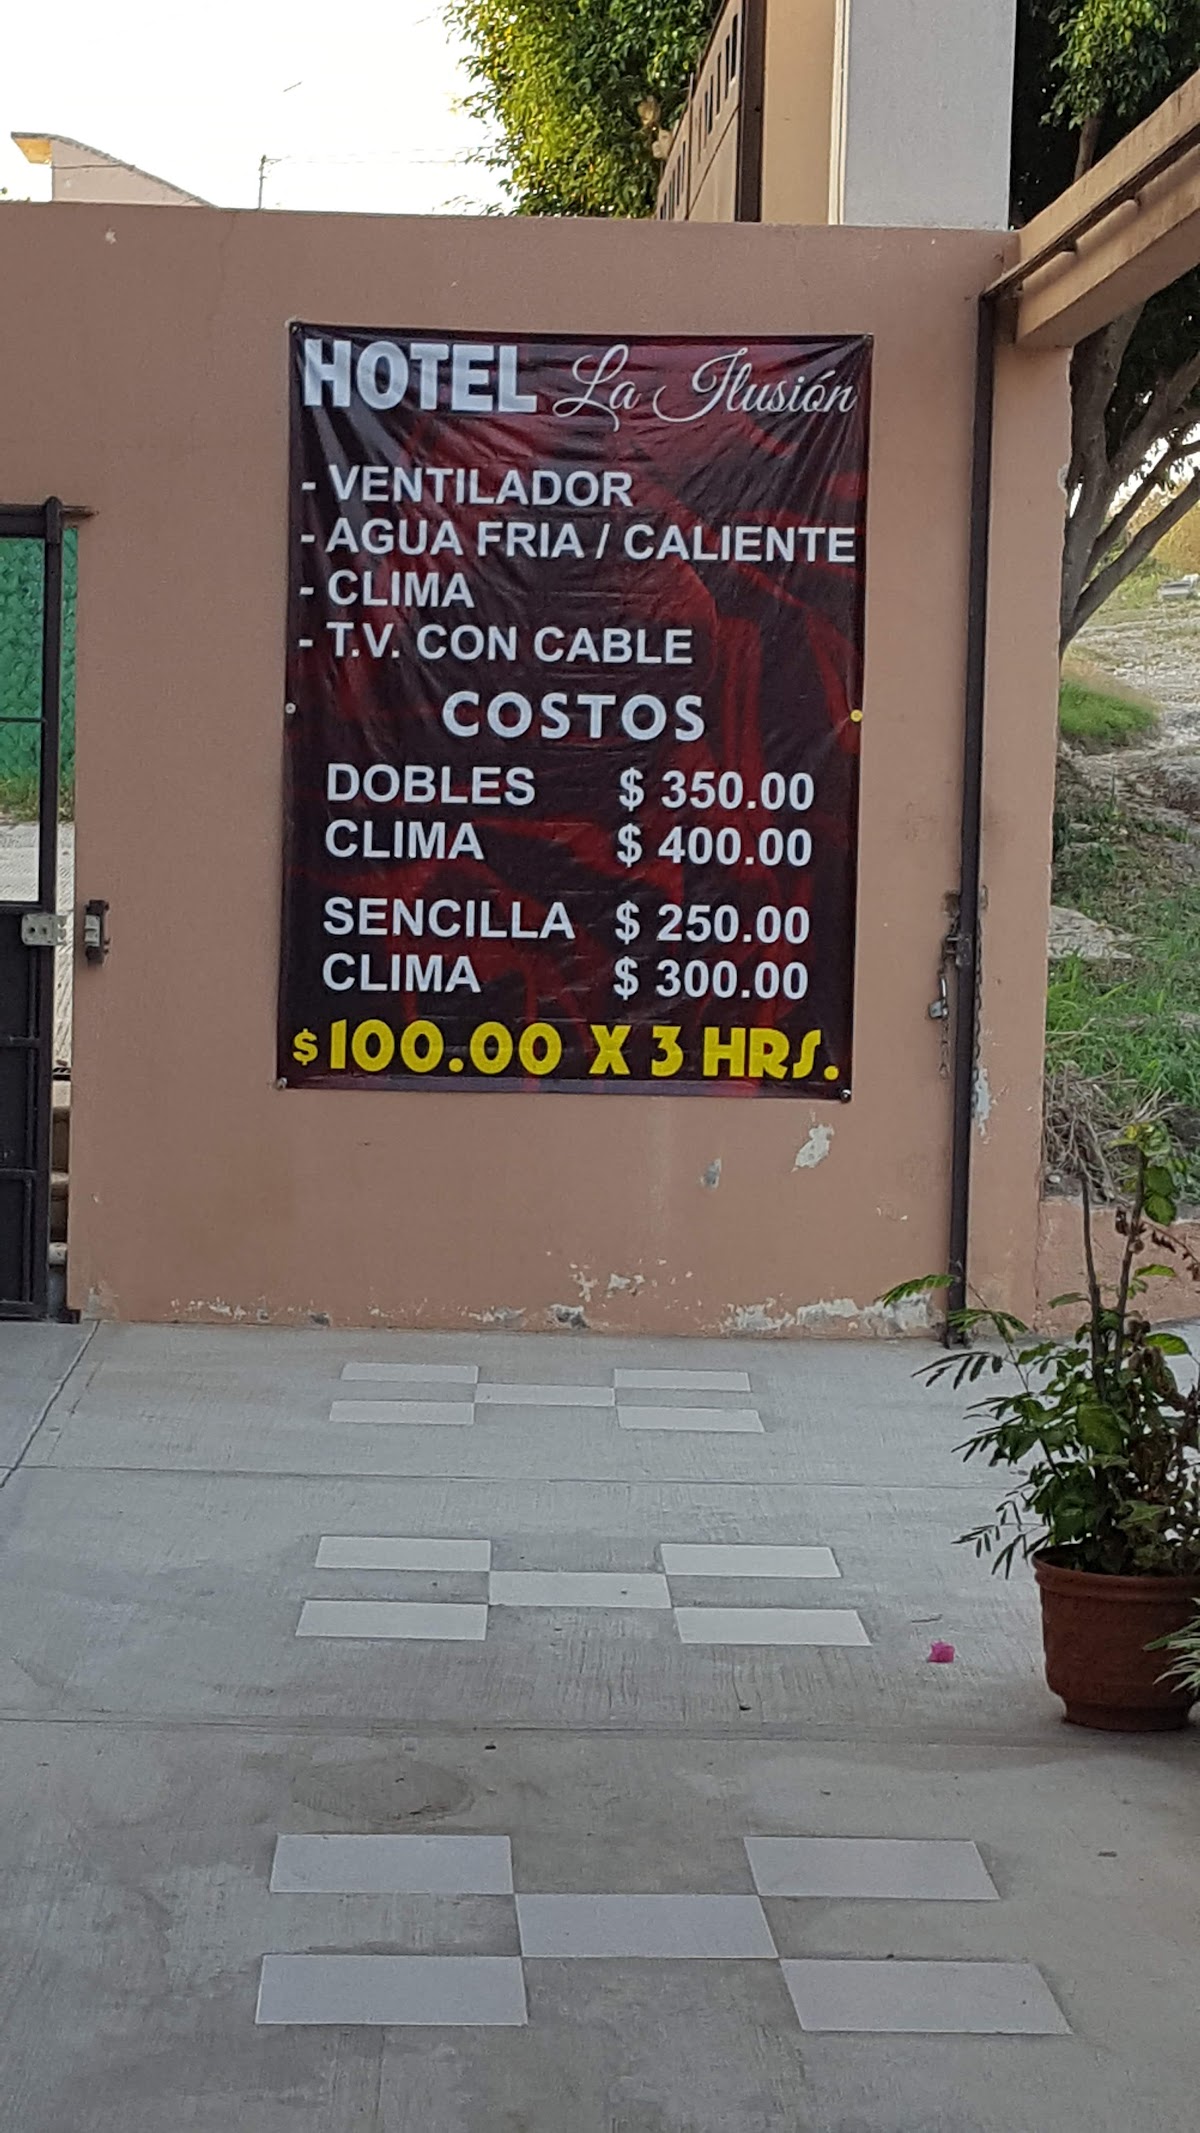 HOTEL La Ilusión
- VENTILADOR
- AGUA FRIA / CALIENTE
- CLIMA
- T.V. CON CABLE
COSTOS
DOBLES $ 350.00
CLIMA $ 400.00
SENCILLA $ 250.00
CLIMA $ 300.00
$100.00 X 3 HRS.